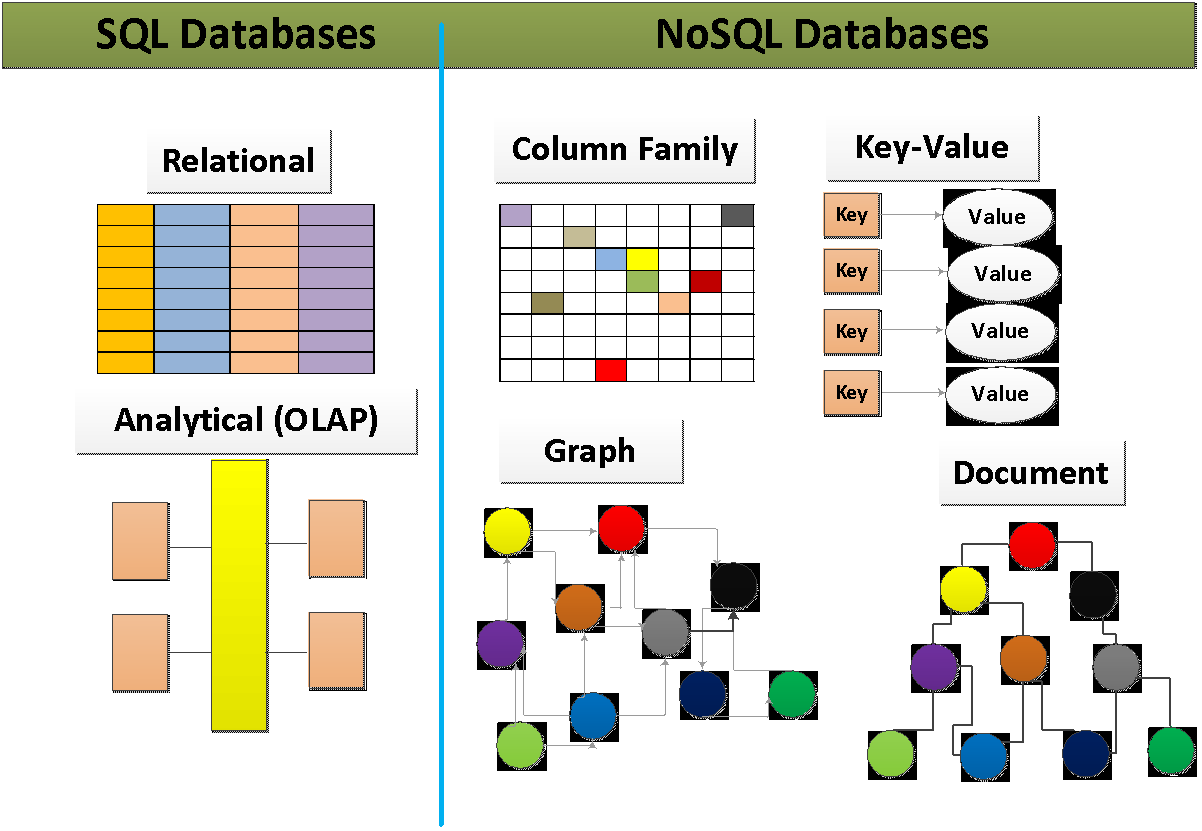 SQL Databases
NoSQL Databases
Relational
Analytical (OLAP)
Column Family
Key-Value
Key
Value
Key
Value
Key
Value
Key
Value
Graph
Document